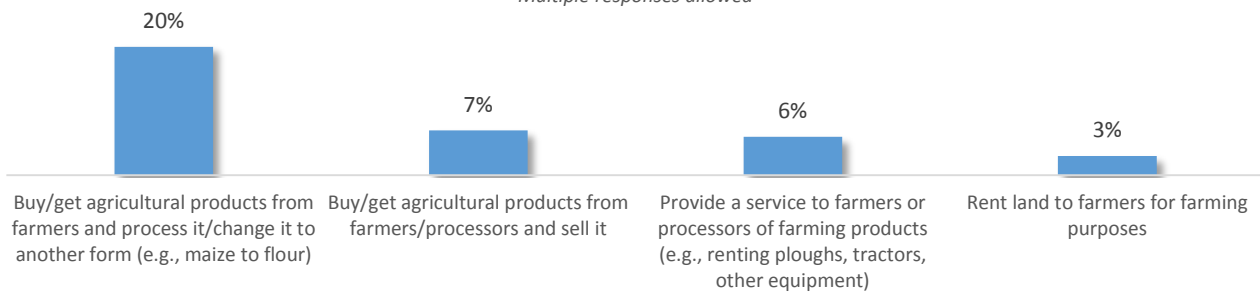 Multiple responses allowed
20%
7%
6%
3%
Buy/get agricultural products from
farmers and process it/change it to
another form (e.g., maize to flour)
Buy/get agricultural products from
farmers/processors and sell it
Provide a service to farmers or
processors of farming products
(e.g., renting ploughs, tractors,
other equipment)
Rent land to farmers for farming
purposes